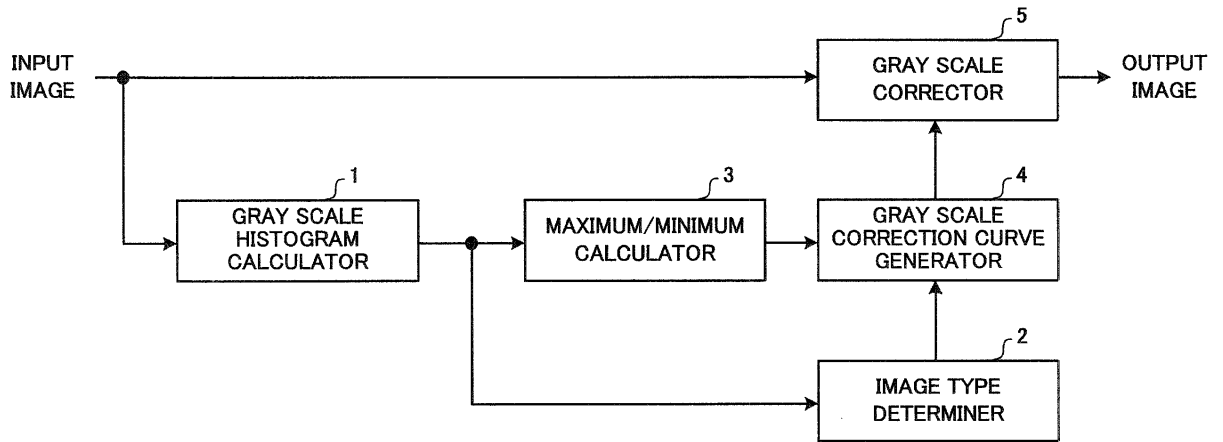 5
INPUT
IMAGE
GRAY SCALE
CORRECTOR
OUTPUT
IMAGE
1
GRAY SCALE
HISTOGRAM
CALCULATOR
3
MAXIMUM/MINIMUM
CALCULATOR
4
GRAY SCALE
CORRECTION CURVE
GENERATOR
2
IMAGE TYPE
DETERMINER